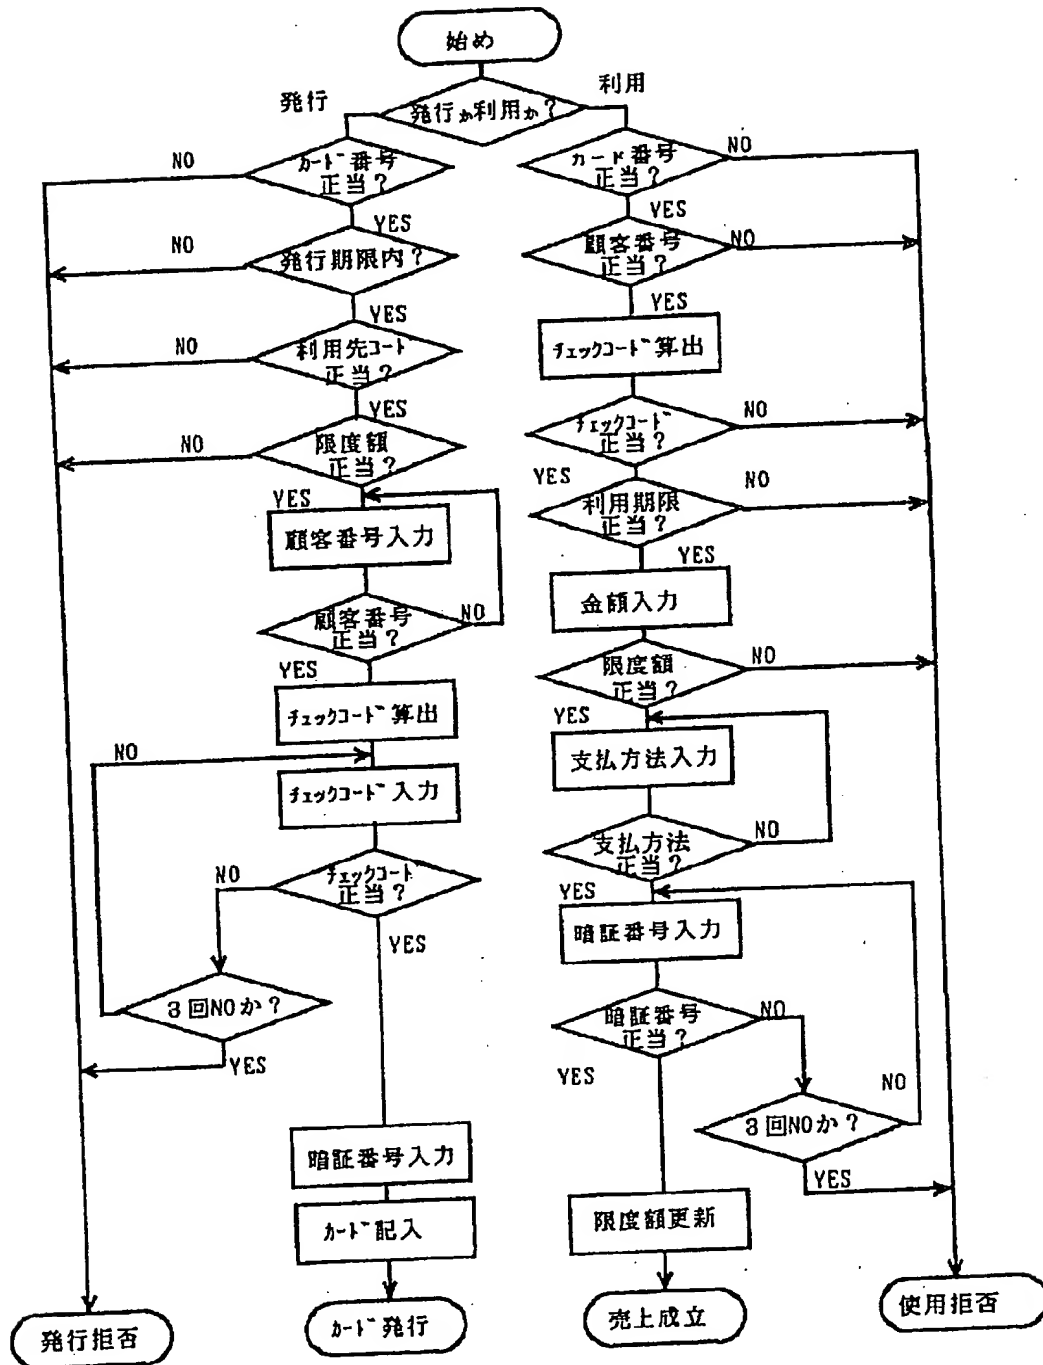 始め
発行か利用か?
発行
利用
カード番号
正当?
NO
YES
発行期限内?
NO
YES
利用先コード
正当?
NO
YES
限度額
正当?
NO
YES
顧客番号入力
顧客番号
正当?
NO
YES
チェックコード算出
NO
チェックコード入力
チェックコード
正当?
NO
YES
3回NOか?
YES
暗証番号入力
カード記入
発行拒否
カード発行
カード番号
正当?
NO
YES
顧客番号
正当?
NO
YES
チェックコード算出
チェックコード
正当?
NO
YES
利用期限
正当?
NO
YES
金額入力
限度額
正当?
NO
YES
支払方法入力
支払方法
正当?
NO
YES
暗証番号入力
暗証番号
正当?
NO
YES
NO
3回NOか?
YES
限度額更新
売上成立
使用拒否